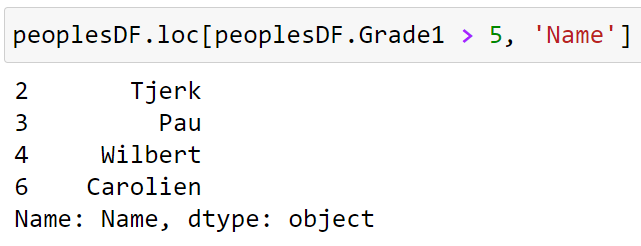 peoplesDF.loc[peoplesDF.Grade1 > 5, 'Name']
2 Tjerk
3 Pau
4 Wilbert
6 Carolien
Name: Name, dtype: object